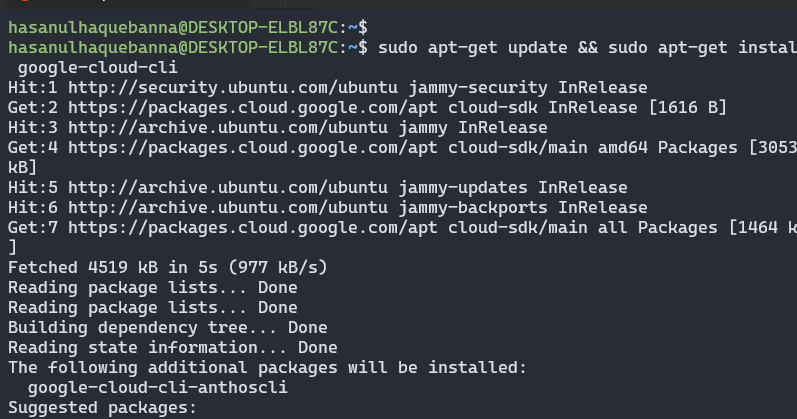 hasanulhaquebanna@DESKTOP-ELBL87C:~$
hasanulhaquebanna@DESKTOP-ELBL87C:~$ sudo apt-get update && sudo apt-get instal
google-cloud-cli
Hit:1 http://security.ubuntu.com/ubuntu jammy-security InRelease
Get:2 https://packages.cloud.google.com/apt cloud-sdk InRelease [1616 B]
Hit:3 http://archive.ubuntu.com/ubuntu jammy InRelease
Get:4 https://packages.cloud.google.com/apt cloud-sdk/main amd64 Packages [3053
kB]
Hit:5 http://archive.ubuntu.com/ubuntu jammy-updates InRelease
Hit:6 http://archive.ubuntu.com/ubuntu jammy-backports InRelease
Get:7 https://packages.cloud.google.com/apt cloud-sdk/main all Packages [1464 k
]
Fetched 4519 kB in 5s (977 kB/s)
Reading package lists... Done
Reading package lists... Done
Building dependency tree... Done
Reading state information... Done
The following additional packages will be installed:
google-cloud-cli-anthoscli
Suggested packages: